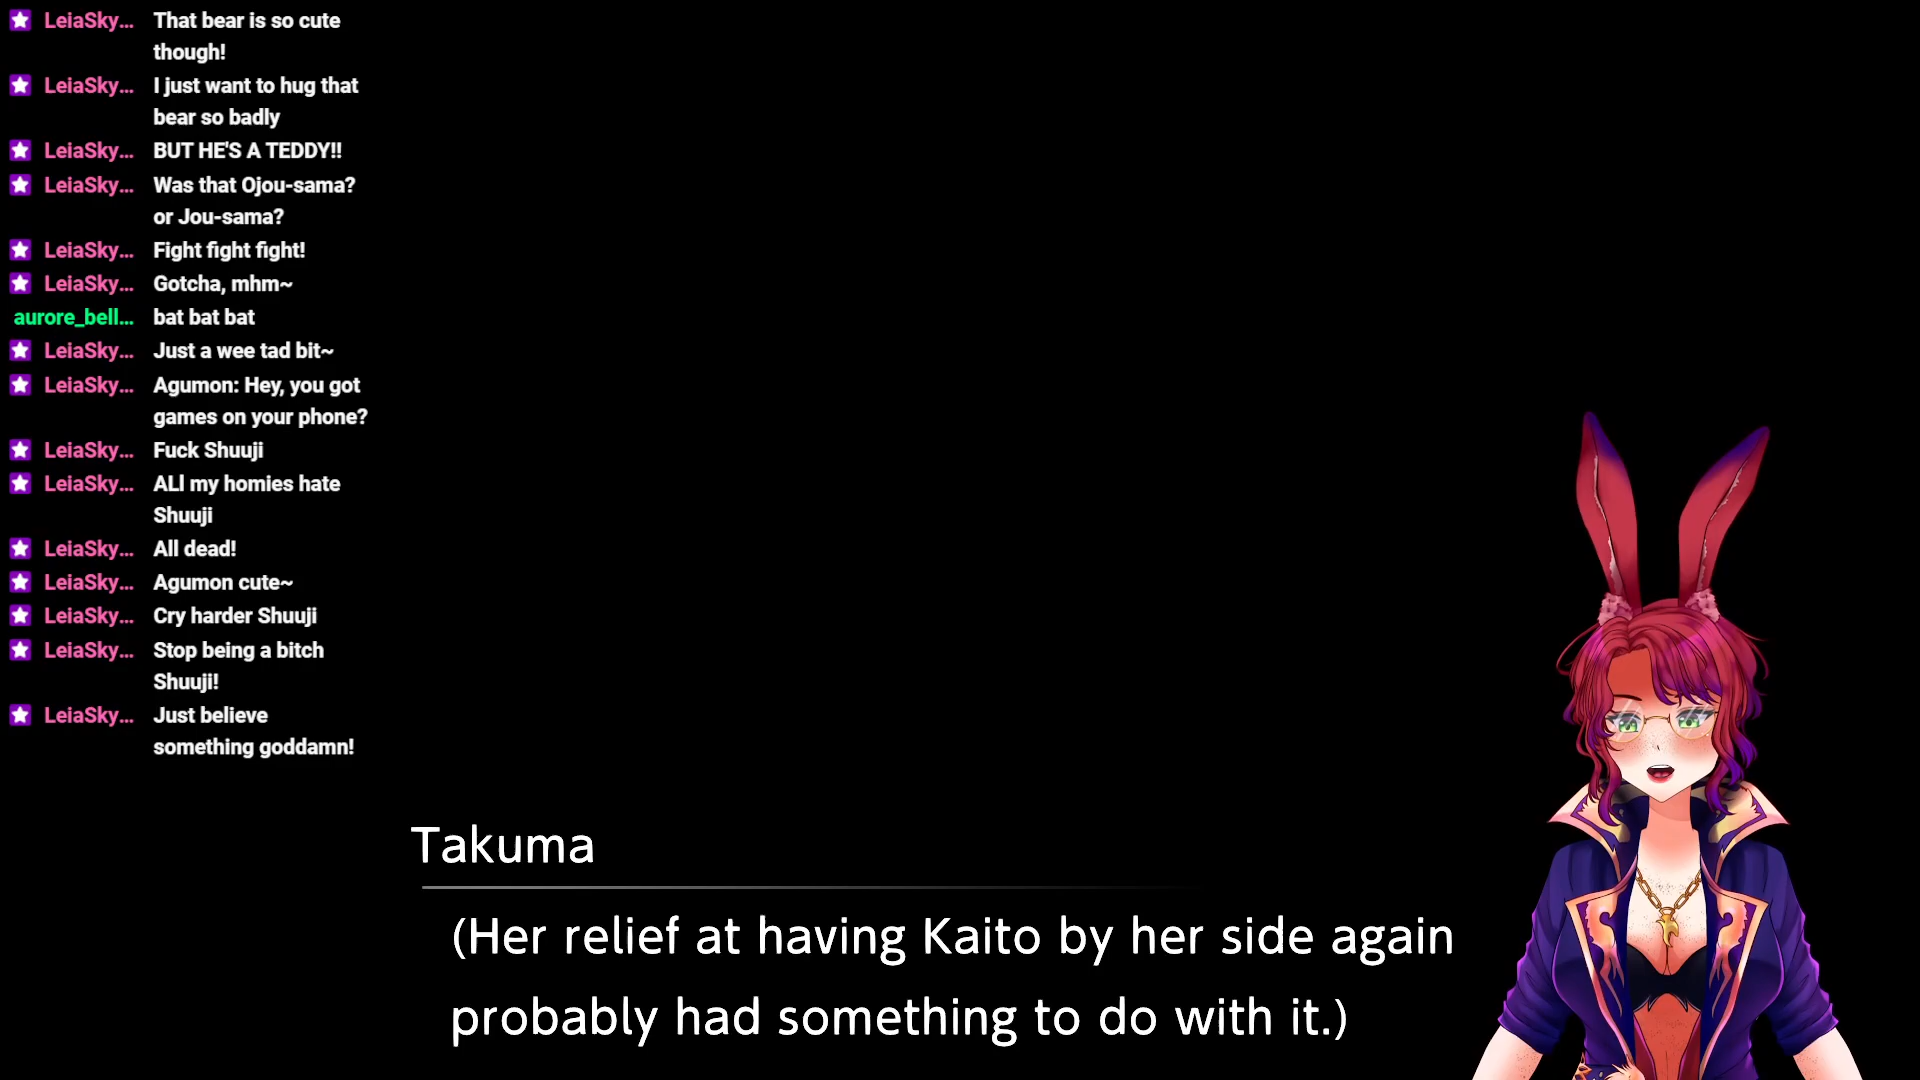 LeiaSky... That bear is so cute
though!
LeiaSky... I just want to hug that
bear so badly
LeiaSky... BUT HE'S A TEDDY!!
LeiaSky... Was that Ojou-sama?
or Jou-sama?
LeiaSky... Fight fight fight!
LeiaSky... Gotcha, mhm~
aurore_bell... bat bat bat
LeiaSky... Just a wee tad bit~
LeiaSky... Agumon: Hey, you got
games on your phone?
LeiaSky... Fuck Shuuji
LeiaSky... ALl my homies hate
Shuuji
LeiaSky... All dead!
LeiaSky... Agumon cute~
LeiaSky... Cry harder Shuuji
LeiaSky... Stop being a bitch
Shuuji!
LeiaSky... Just believe
something goddamn!
Takuma
(Her relief at having Kaito by her side again
probably had something to do with it.)